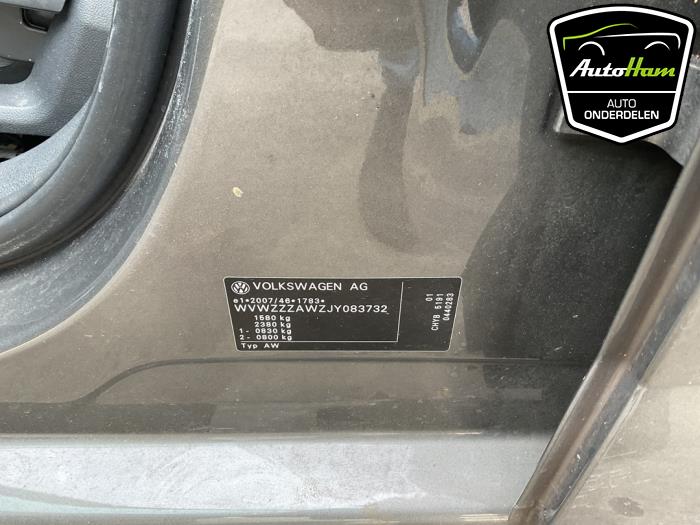 AutoHam
AUTO
ONDERDELEN
VOLKSWAGEN AG
e1*2007/46*1783*
WVWZZZAWZJY083732
1580 kg
2380 kg
1 - 0830 kg
2 - 0800 kg
Typ AW
01
CHYB 5191
0440283